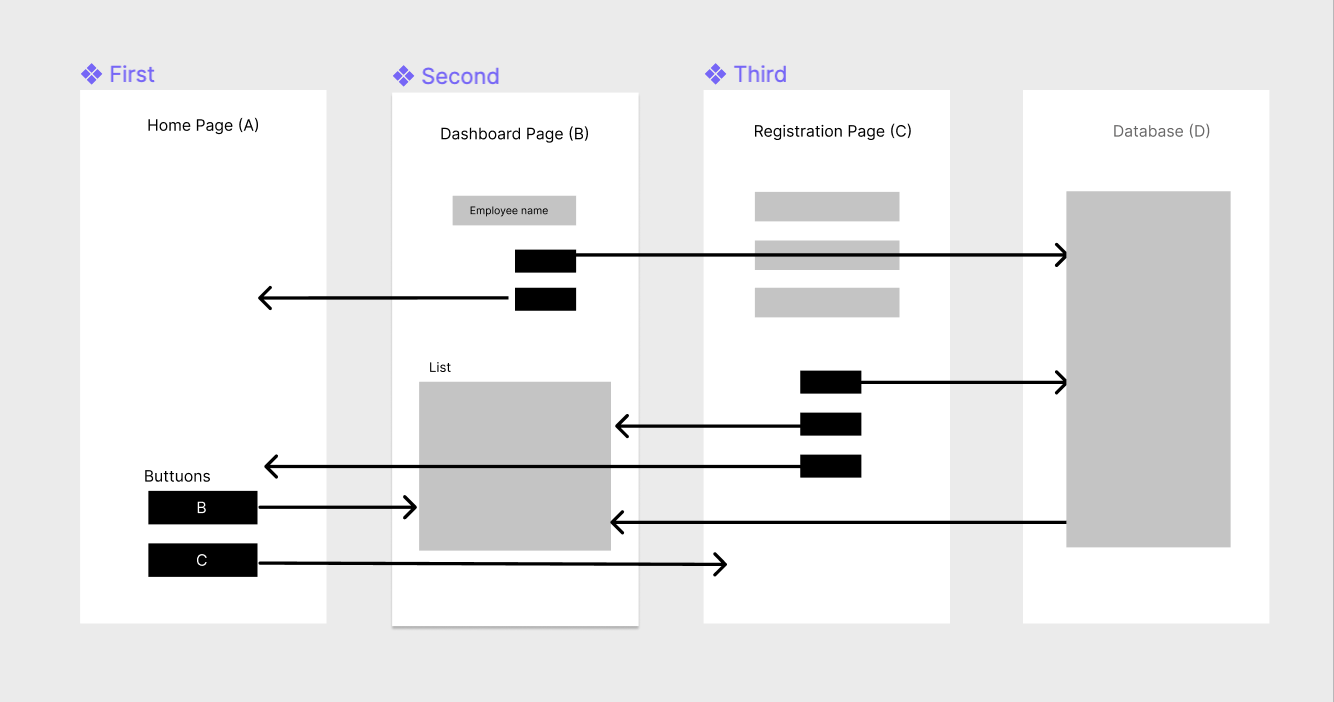 First
Second
Third
Home Page (A)
Dashboard Page (B)
Registration Page (C)
Database (D)
Employee name
List
Buttuons
B
C